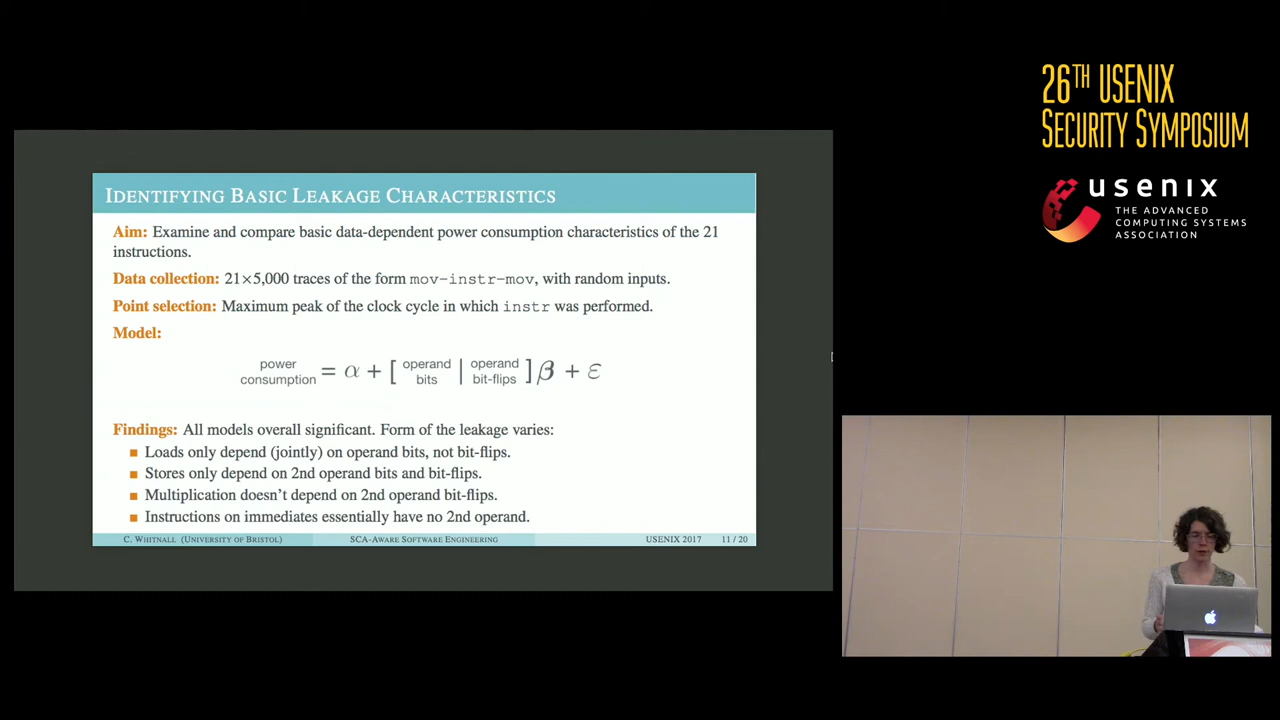 26TH USENIX
SECURITY SYMPOSIUM
usenix
THE ADVANCED
COMPUTING SYSTEMS
ASSOCIATION
IDENTIFYING BASIC LEAKAGE CHARACTERISTICS
Aim: Examine and compare basic data-dependent power consumption characteristics of the 21
instructions.
Data collection: 21×5,000 traces of the form mov-instr-mov, with random inputs.
Point selection: Maximum peak of the clock cycle in which instr was performed.
Model:
power consumption = α + [ operand bits | operand bit-flips ] β + ε
Findings: All models overall significant. Form of the leakage varies:
■ Loads only depend (jointly) on operand bits, not bit-flips.
■ Stores only depend on 2nd operand bits and bit-flips.
■ Multiplication doesn't depend on 2nd operand bit-flips.
■ Instructions on immediates essentially have no 2nd operand.
C. WHITNALL (UNIVERSITY OF BRISTOL) SCA-AWARE SOFTWARE ENGINEERING USENIX 2017 11 / 20